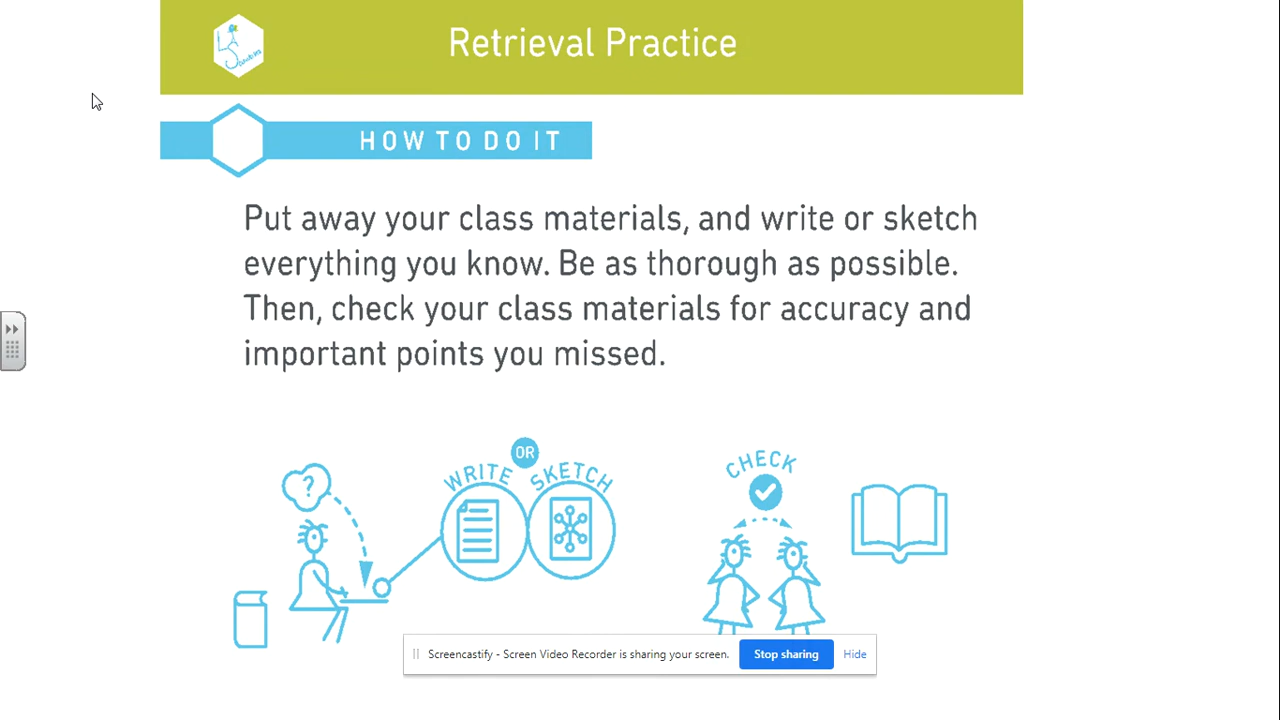 Retrieval Practice
HOW TO DO IT
Put away your class materials, and write or sketch
everything you know. Be as thorough as possible.
Then, check your class materials for accuracy and
important points you missed.
OR
WRITE SKETCH
CHECK
?
Screencastify - Screen Video Recorder is sharing your screen. Stop sharing Hide